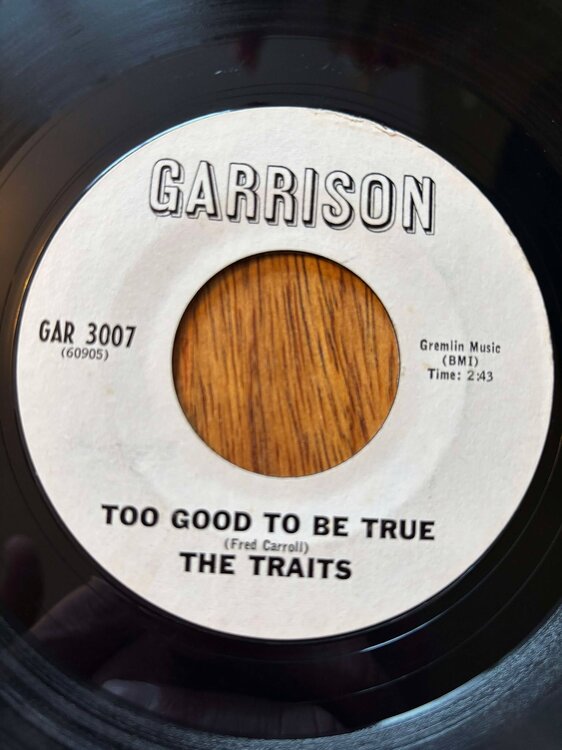 GARRISON
GAR 3007
(60905)
Gremlin Music
(BMI)
Time: 2:43
TOO GOOD TO BE TRUE
(Fred Carroll)
THE TRAITS